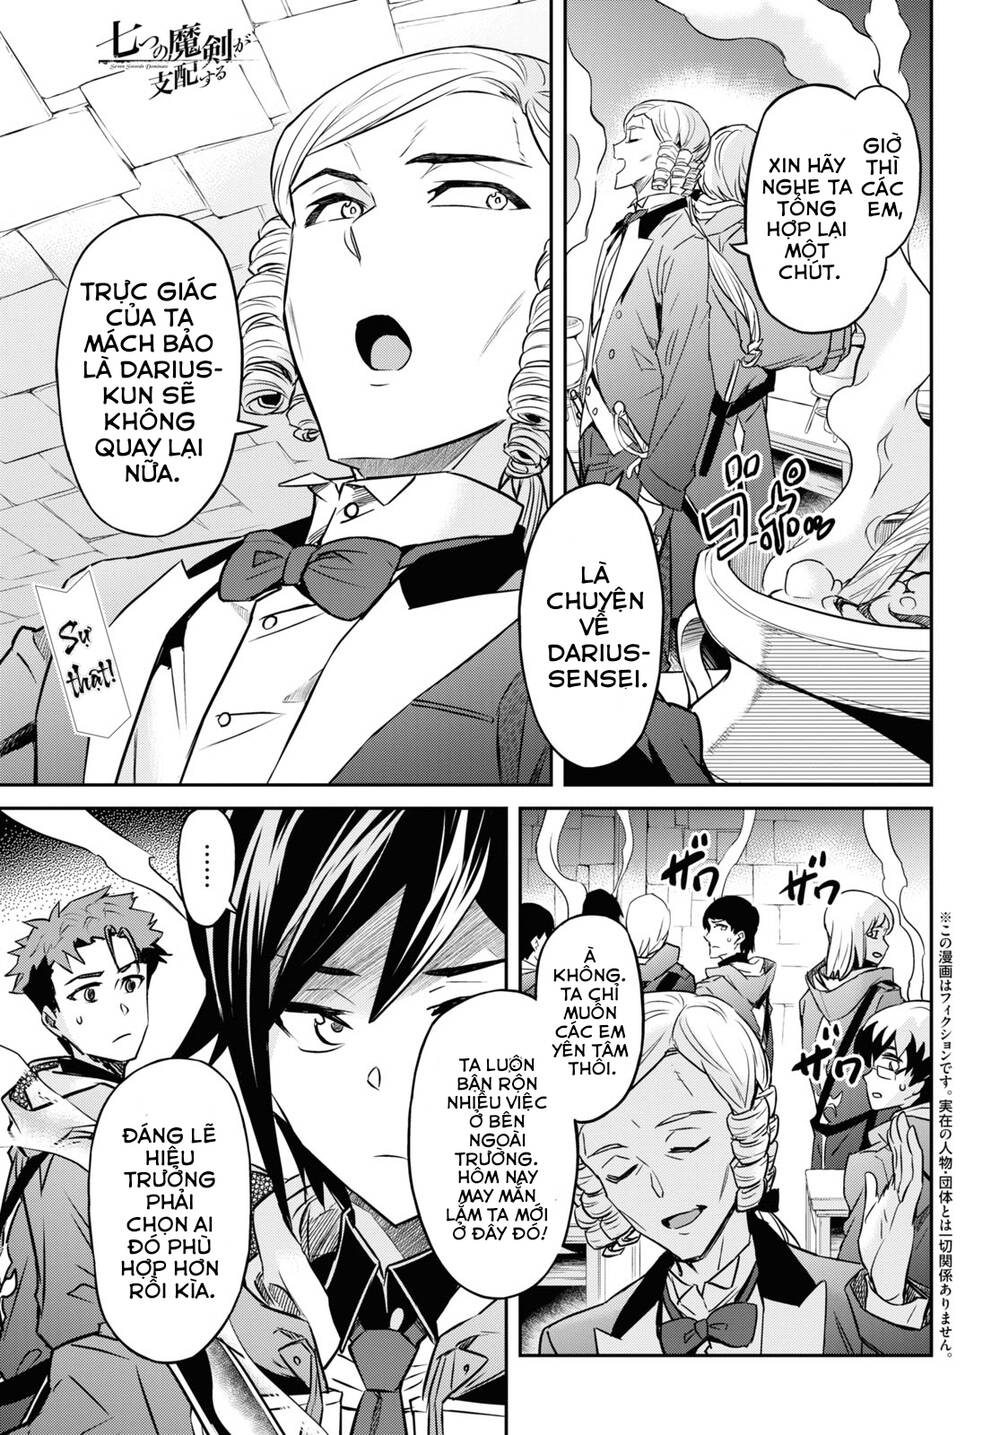 七つの魔剣が
支配する
Seven Swords Dominate
GIỜ
THÌ
CÁC
EM,
XIN HÃY
NGHE TA
TỔNG
HỢP LẠI
MỘT
CHÚT.
ゴポポ
LÀ
CHUYỆN
VỀ
DARIUS-
SENSEI.
TRỰC GIÁC
CỦA TA
MÁCH BẢO
LÀ DARIUS-
KUN SẼ
KHÔNG
QUAY LẠI
NỮA.
Sự
thật!
ザワ
ザワ
ザワ
À
KHÔNG.
TA CHỈ
MUỐN
CÁC EM
YÊN TÂM
THÔI.
TA LUÔN
BẬN RỘN
NHIỀU VIỆC
Ở BÊN
NGOÀI
TRƯỜNG.
HÔM NAY
MAY MẮN
LẮM TA MỚI
Ở ĐÂY ĐÓ!
......
ĐÁNG LẼ
HIỆU
TRƯỞNG
PHẢI
CHỌN AI
ĐÓ PHÙ
HỢP HƠN
RỒI KÌA.
※この漫画はフィクションです。実在の人物・団体とは一切関係ありません。